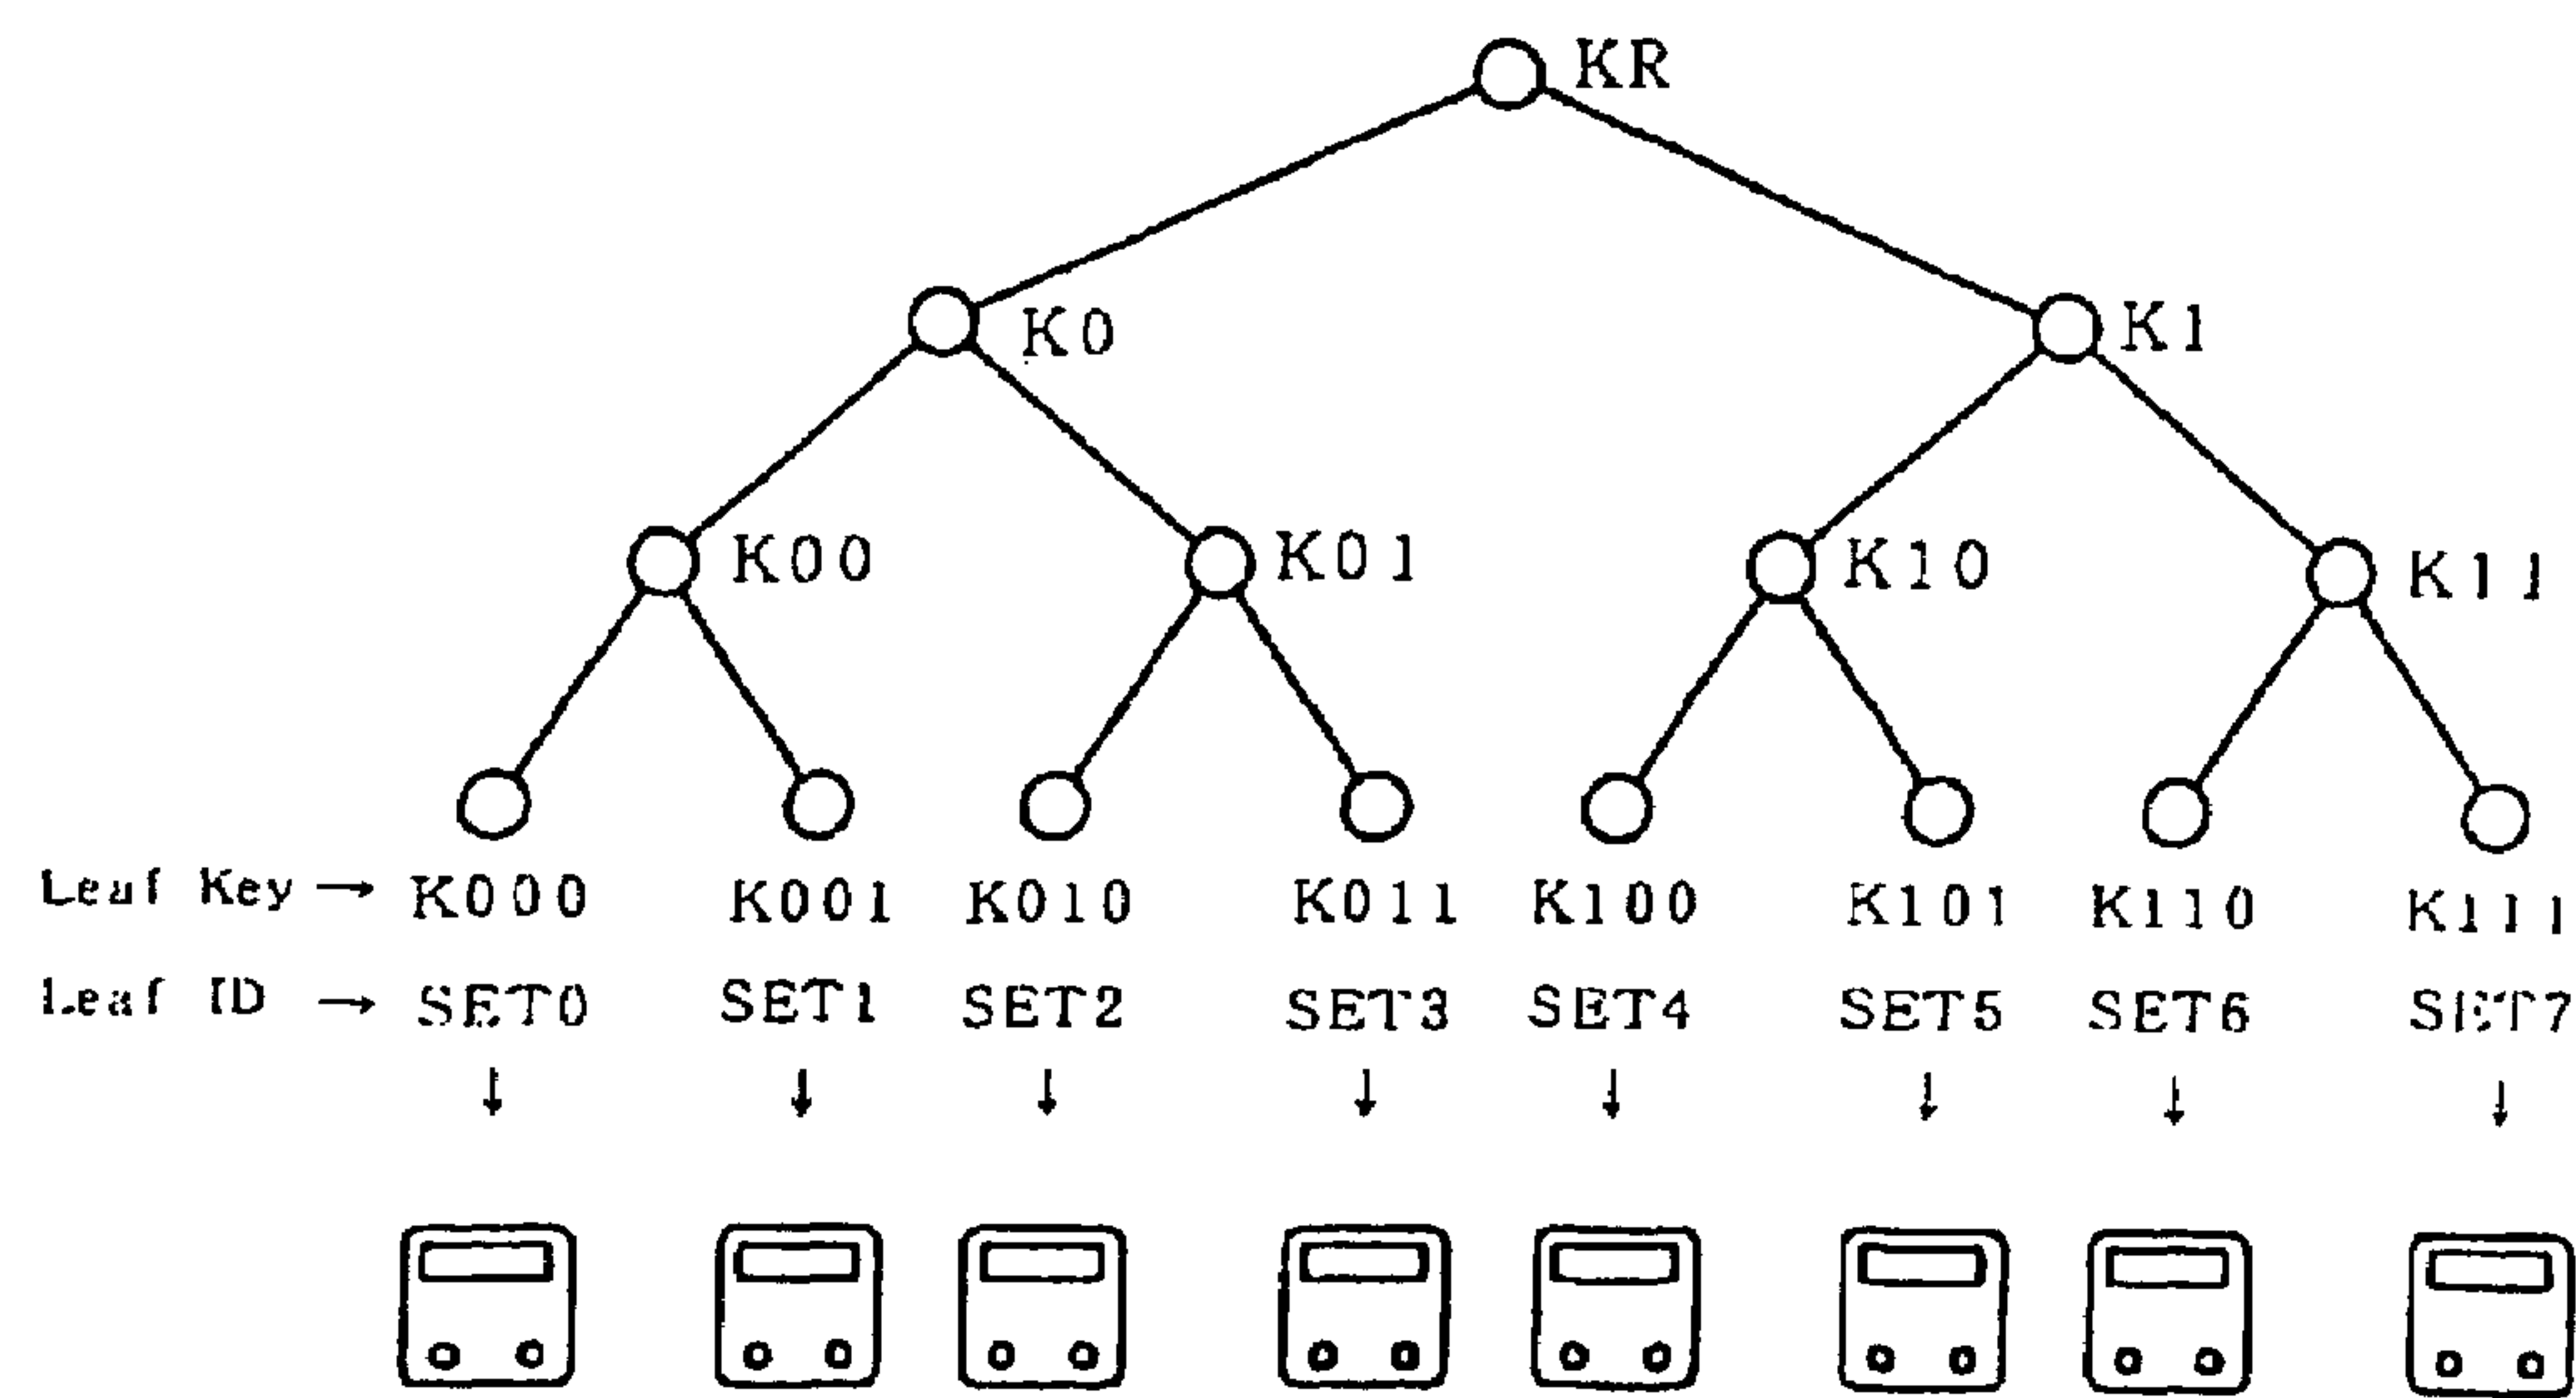 KR
K0 K1
K00 K01 K10 K11
Leaf Key → K000 K001 K010 K011 K100 K101 K110 K111
Leaf ID → SET0 SET1 SET2 SET3 SET4 SET5 SET6 SET7